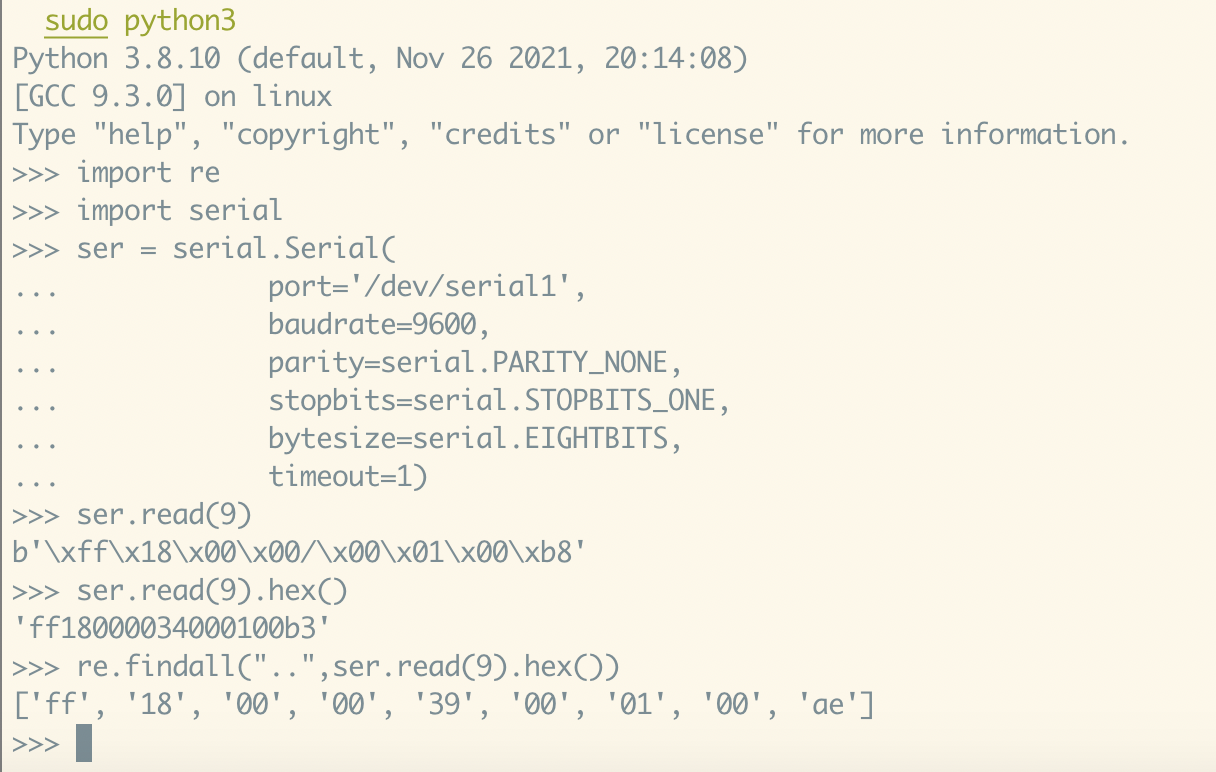 sudo python3
Python 3.8.10 (default, Nov 26 2021, 20:14:08)
[GCC 9.3.0] on linux
Type "help", "copyright", "credits" or "license" for more information.
>>> import re
>>> import serial
>>> ser = serial.Serial(
...             port='/dev/serial1',
...             baudrate=9600,
...             parity=serial.PARITY_NONE,
...             stopbits=serial.STOPBITS_ONE,
...             bytesize=serial.EIGHTBITS,
...             timeout=1)
>>> ser.read(9)
b'\xff\x18\x00\x00/\x00\x01\x00\xb8'
>>> ser.read(9).hex()
'ff18000034000100b3'
>>> re.findall("..",ser.read(9).hex())
['ff', '18', '00', '00', '39', '00', '01', '00', 'ae']
>>>